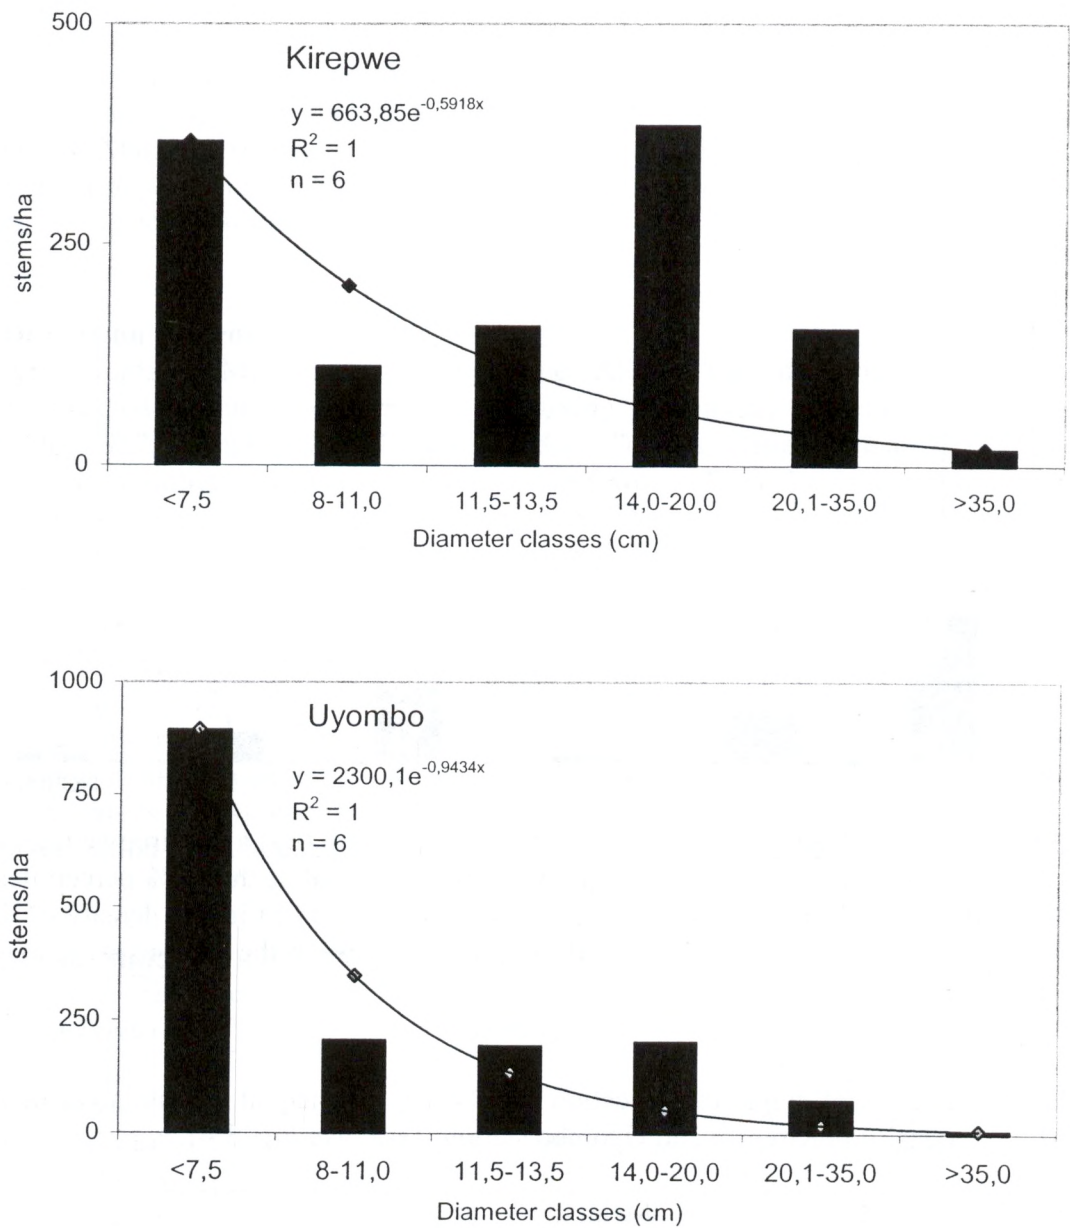 500
Kirepwe
y = 663,85e^-0,5918x
R² = 1
n = 6
250
0
stems/ha
<7,5 8-11,0 11,5-13,5 14,0-20,0 20,1-35,0 >35,0
Diameter classes (cm)
1000
Uyombo
y = 2300,1e^-0,9434x
R² = 1
n = 6
750
500
250
0
stems/ha
<7,5 8-11,0 11,5-13,5 14,0-20,0 20,1-35,0 >35,0
Diameter classes (cm)